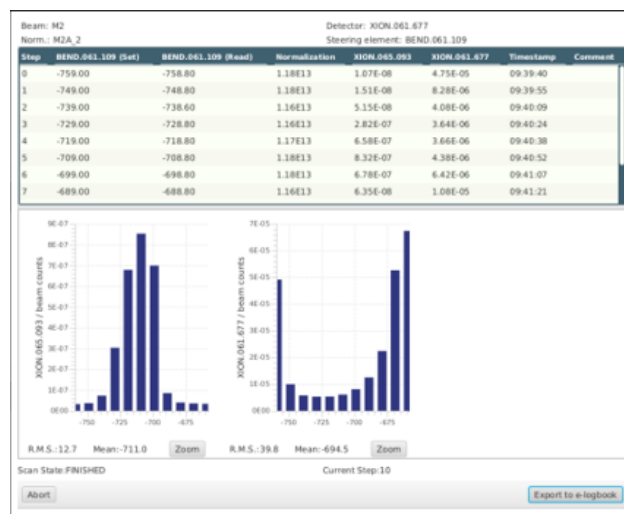 Beam: M2 Detector: XION.061.677
Norm.: M2A_2 Steering element: BEND.061.109
Step BEND.061.109 (Set) BEND.061.109 (Read) Normalization XION.065.093 XION.061.677 Timestamp Comment
0 -759.00 -758.80 1.18E13 1.07E-08 4.75E-05 09:39:40
1 -749.00 -748.80 1.18E13 1.51E-08 8.28E-06 09:39:55
2 -739.00 -738.60 1.16E13 5.15E-08 4.08E-06 09:40:09
3 -729.00 -728.80 1.16E13 2.82E-07 3.64E-06 09:40:24
4 -719.00 -718.80 1.17E13 6.58E-07 3.66E-06 09:40:38
5 -709.00 -708.80 1.18E13 8.32E-07 4.38E-06 09:40:52
6 -699.00 -698.80 1.18E13 6.78E-07 6.42E-06 09:41:07
7 -689.00 -688.80 1.16E13 6.35E-08 1.08E-05 09:41:21
XION.065.093 / beam counts
9E-07
8E-07
7E-07
6E-07
5E-07
4E-07
3E-07
2E-07
1E-07
0E00
-750 -725 -700 -675
XION.061.677 / beam counts
7E-05
6E-05
5E-05
4E-05
3E-05
2E-05
1E-05
0E00
-750 -725 -700 -675
R.M.S.:12.7 Mean:-711.0 Zoom R.M.S.:39.8 Mean:-694.5 Zoom
Scan State:FINISHED Current Step:10
Abort Export to e-logbook